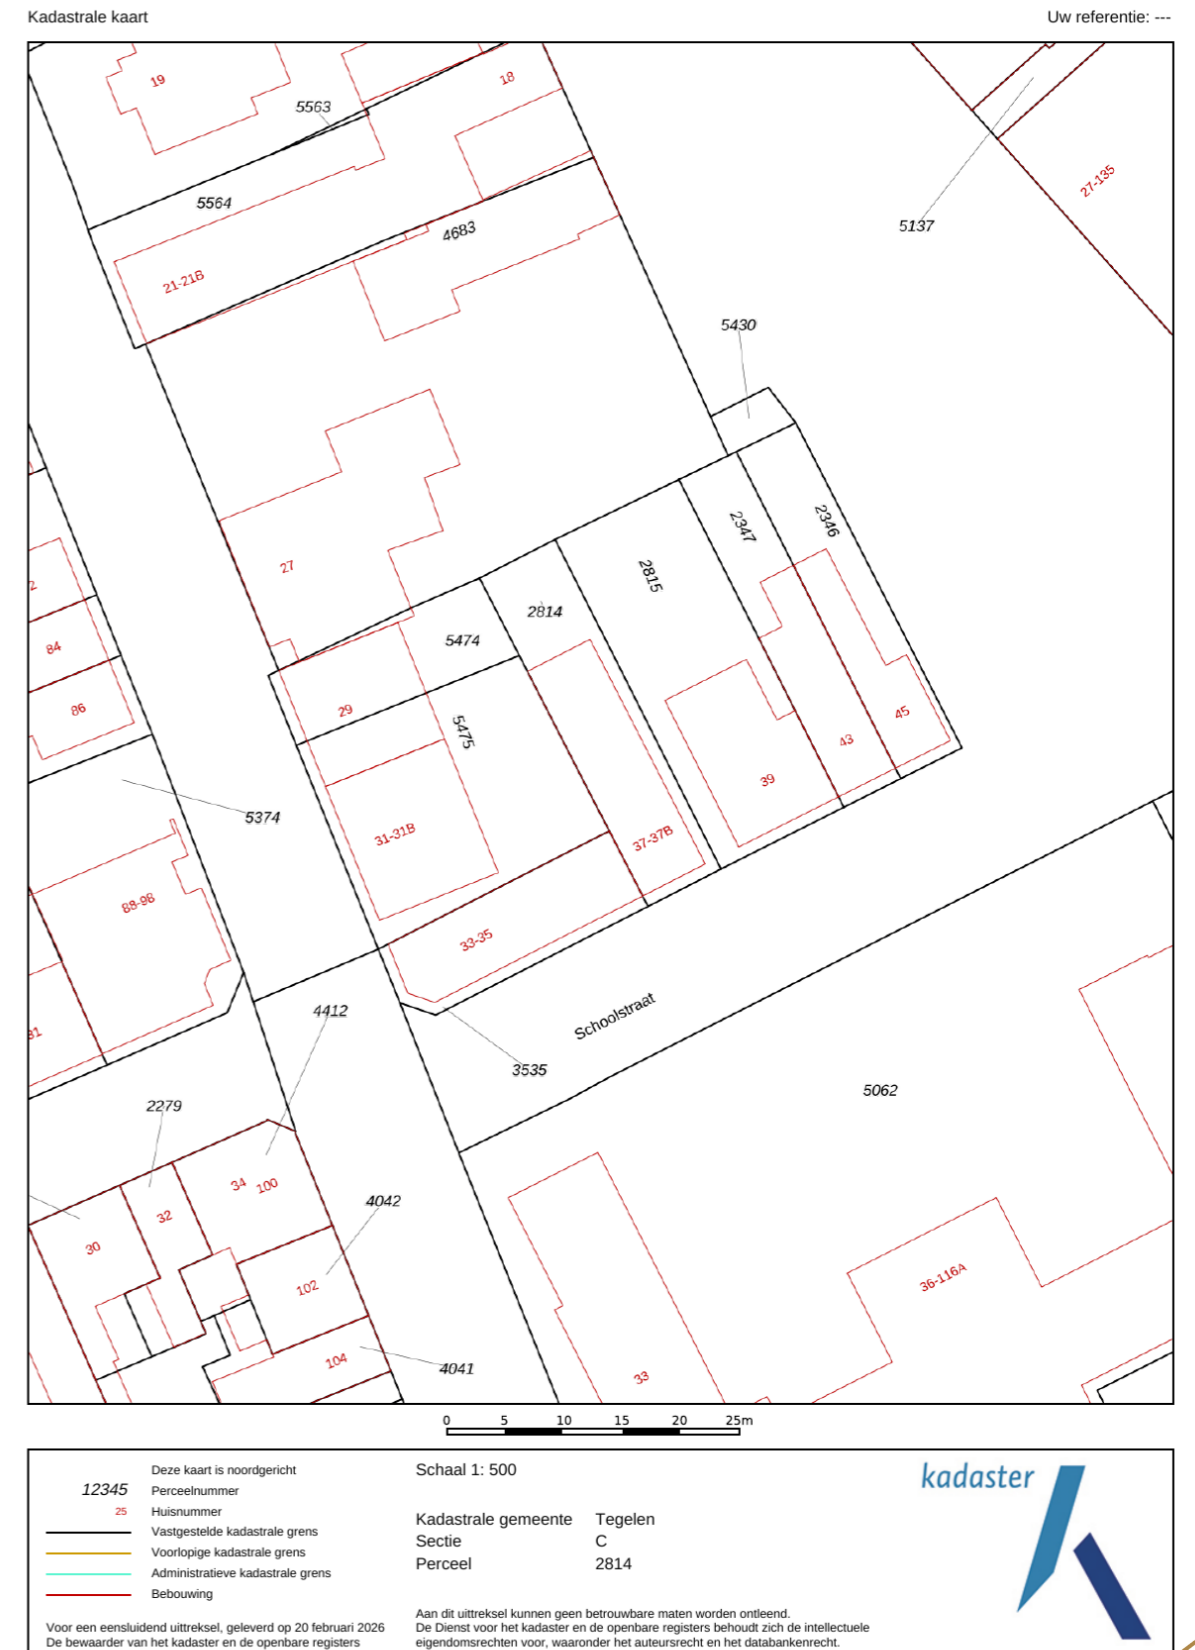 Kadastrale kaart
Uw referentie: ---
19
18
5563
5564
21-21B
4683
5137
27-135
5430
27
2
84
86
29
5474
2814
2815
2347
2346
5475
31-31B
37-37B
39
43
45
5374
88-98
33-35
31
4412
3535
Schoolstraat
5062
2279
34
100
32
30
4042
102
104
4041
33
36-116A
0 5 10 15 20 25m
Deze kaart is noordgericht
12345 Perceelnummer
25 Huisnummer
Vastgestelde kadastrale grens
Voorlopige kadastrale grens
Administratieve kadastrale grens
Bebouwing
Voor een eensluidend uittreksel, geleverd op 20 februari 2026
De bewaarder van het kadaster en de openbare registers
Schaal 1: 500
Kadastrale gemeente Tegelen
Sectie C
Perceel 2814
Aan dit uittreksel kunnen geen betrouwbare maten worden ontleend.
De Dienst voor het kadaster en de openbare registers behoudt zich de intellectuele
eigendomsrechten voor, waaronder het auteursrecht en het databankenrecht.
kadaster